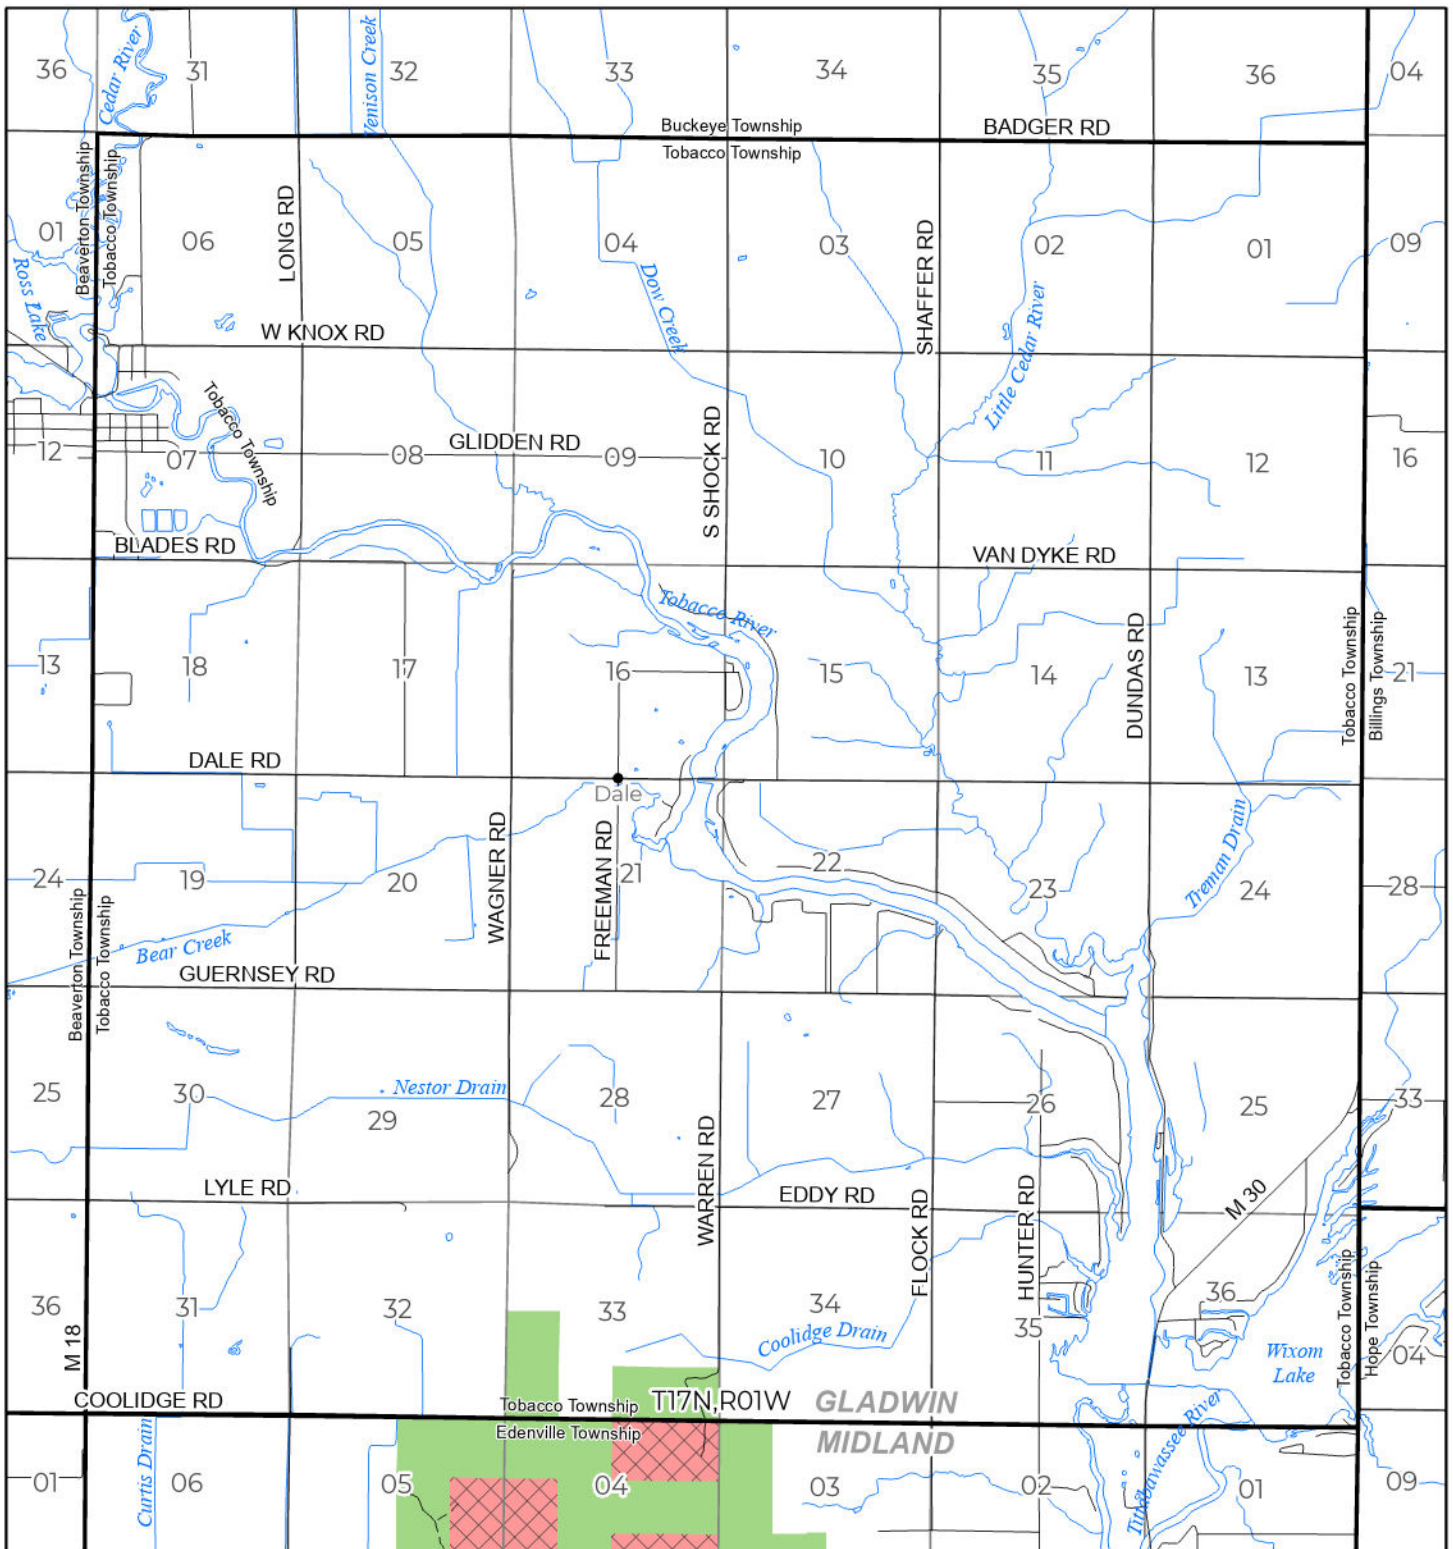 36
Cedar River
31
Venison Creek
32
33
34
35
36
04
Buckeye Township
Tobacco Township
BADGER RD
Beaverton Township
Tobacco Township
01
06
LONG RD
05
04
03
SHAFFER RD
02
01
09
Ross Lake
Dow Creek
Little Cedar River
W KNOX RD
Tobacco Township
S SHOCK RD
GLIDDEN RD
12
07
08
09
10
11
12
16
BLADES RD
VAN DYKE RD
Tobacco River
DUNDAS RD
Tobacco Township
Billings Township
13
18
17
16
15
14
13
21
DALE RD
Dale
WAGNER RD
FREEMAN RD
Treman Drain
24
19
20
21
22
23
24
28
Beaverton Township
Tobacco Township
Bear Creek
GUERNSEY RD
Nestor Drain
25
30
29
28
27
26
25
33
WARREN RD
LYLE RD
EDDY RD
FLOCK RD
HUNTER RD
M 30
36
31
32
33
34
35
36
04
M 18
Coolidge Drain
Wixom
Lake
Tobacco Township
Hope Township
COOLIDGE RD
Tobacco Township
Edenville Township
T17N,R01W
GLADWIN
MIDLAND
Tittabawassee River
Curtis Drain
01
06
05
04
03
02
01
09